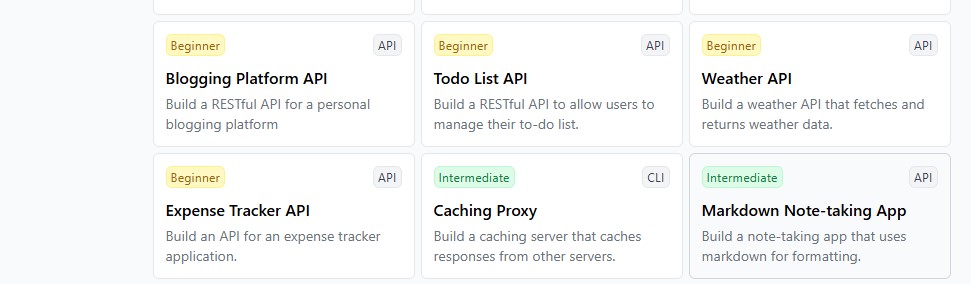 Beginner API
Blogging Platform API
Build a RESTful API for a personal
blogging platform
Beginner API
Todo List API
Build a RESTful API to allow users to
manage their to-do list.
Beginner API
Weather API
Build a weather API that fetches and
returns weather data.
Beginner API
Expense Tracker API
Build an API for an expense tracker
application.
Intermediate CLI
Caching Proxy
Build a caching server that caches
responses from other servers.
Intermediate API
Markdown Note-taking App
Build a note-taking app that uses
markdown for formatting.